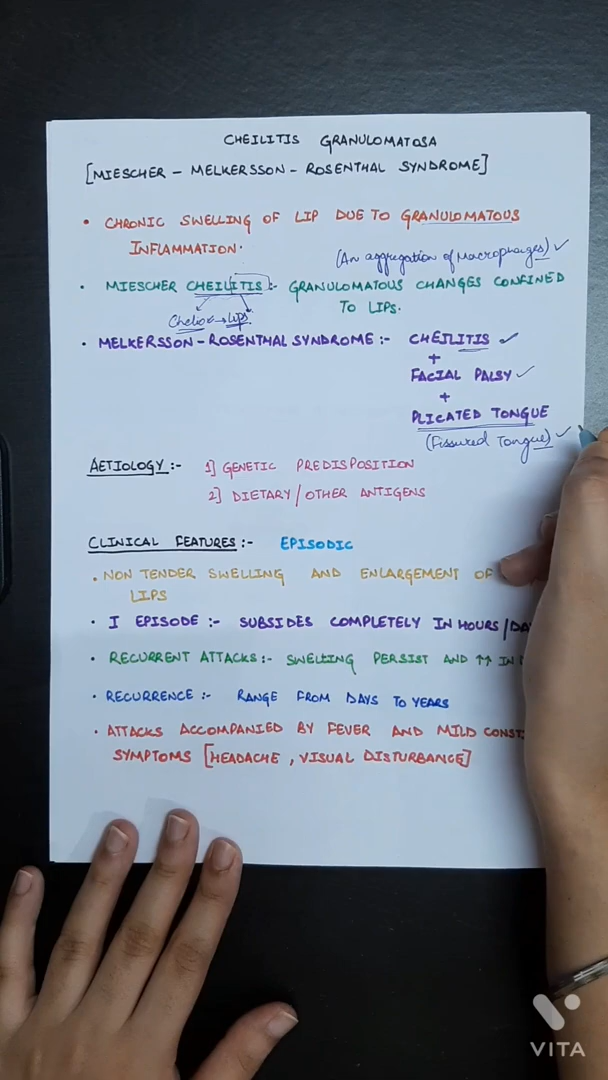 CHEILITIS GRANULOMATOSA
[MIESCHER - MELKERSSON - ROSENTHAL SYNDROME]
• CHRONIC SWELLING OF LIP DUE TO GRANULOMATOUS
INFLAMMATION.
(An aggregation of Macrophages) ✓
• MIESCHER CHEILITIS :- GRANULOMATOUS CHANGES CONFINED
TO LIPS.
→ lips.
• MELKERSSON-ROSENTHAL SYNDROME :- CHEILITIS ✓
+
FACIAL PALSY ✓
+
PLICATED TONGUE
(Fissured Tongue) ✓
AETIOLOGY :- 1] GENETIC PREDISPOSITION
2] DIETARY/OTHER ANTIGENS
CLINICAL FEATURES :- EPISODIC
• NON TENDER SWELLING AND ENLARGEMENT OF
LIPS
• I EPISODE :- SUBSIDES COMPLETELY IN HOURS/
• RECURRENT ATTACKS :- SWELLING PERSIST AND ↑↑ IN
• RECURRENCE :- RANGE FROM DAYS TO YEARS
• ATTACKS ACCOMPANIED BY FEVER AND MILD
SYMPTOMS [HEADACHE, VISUAL DISTURBANCE]
VITA